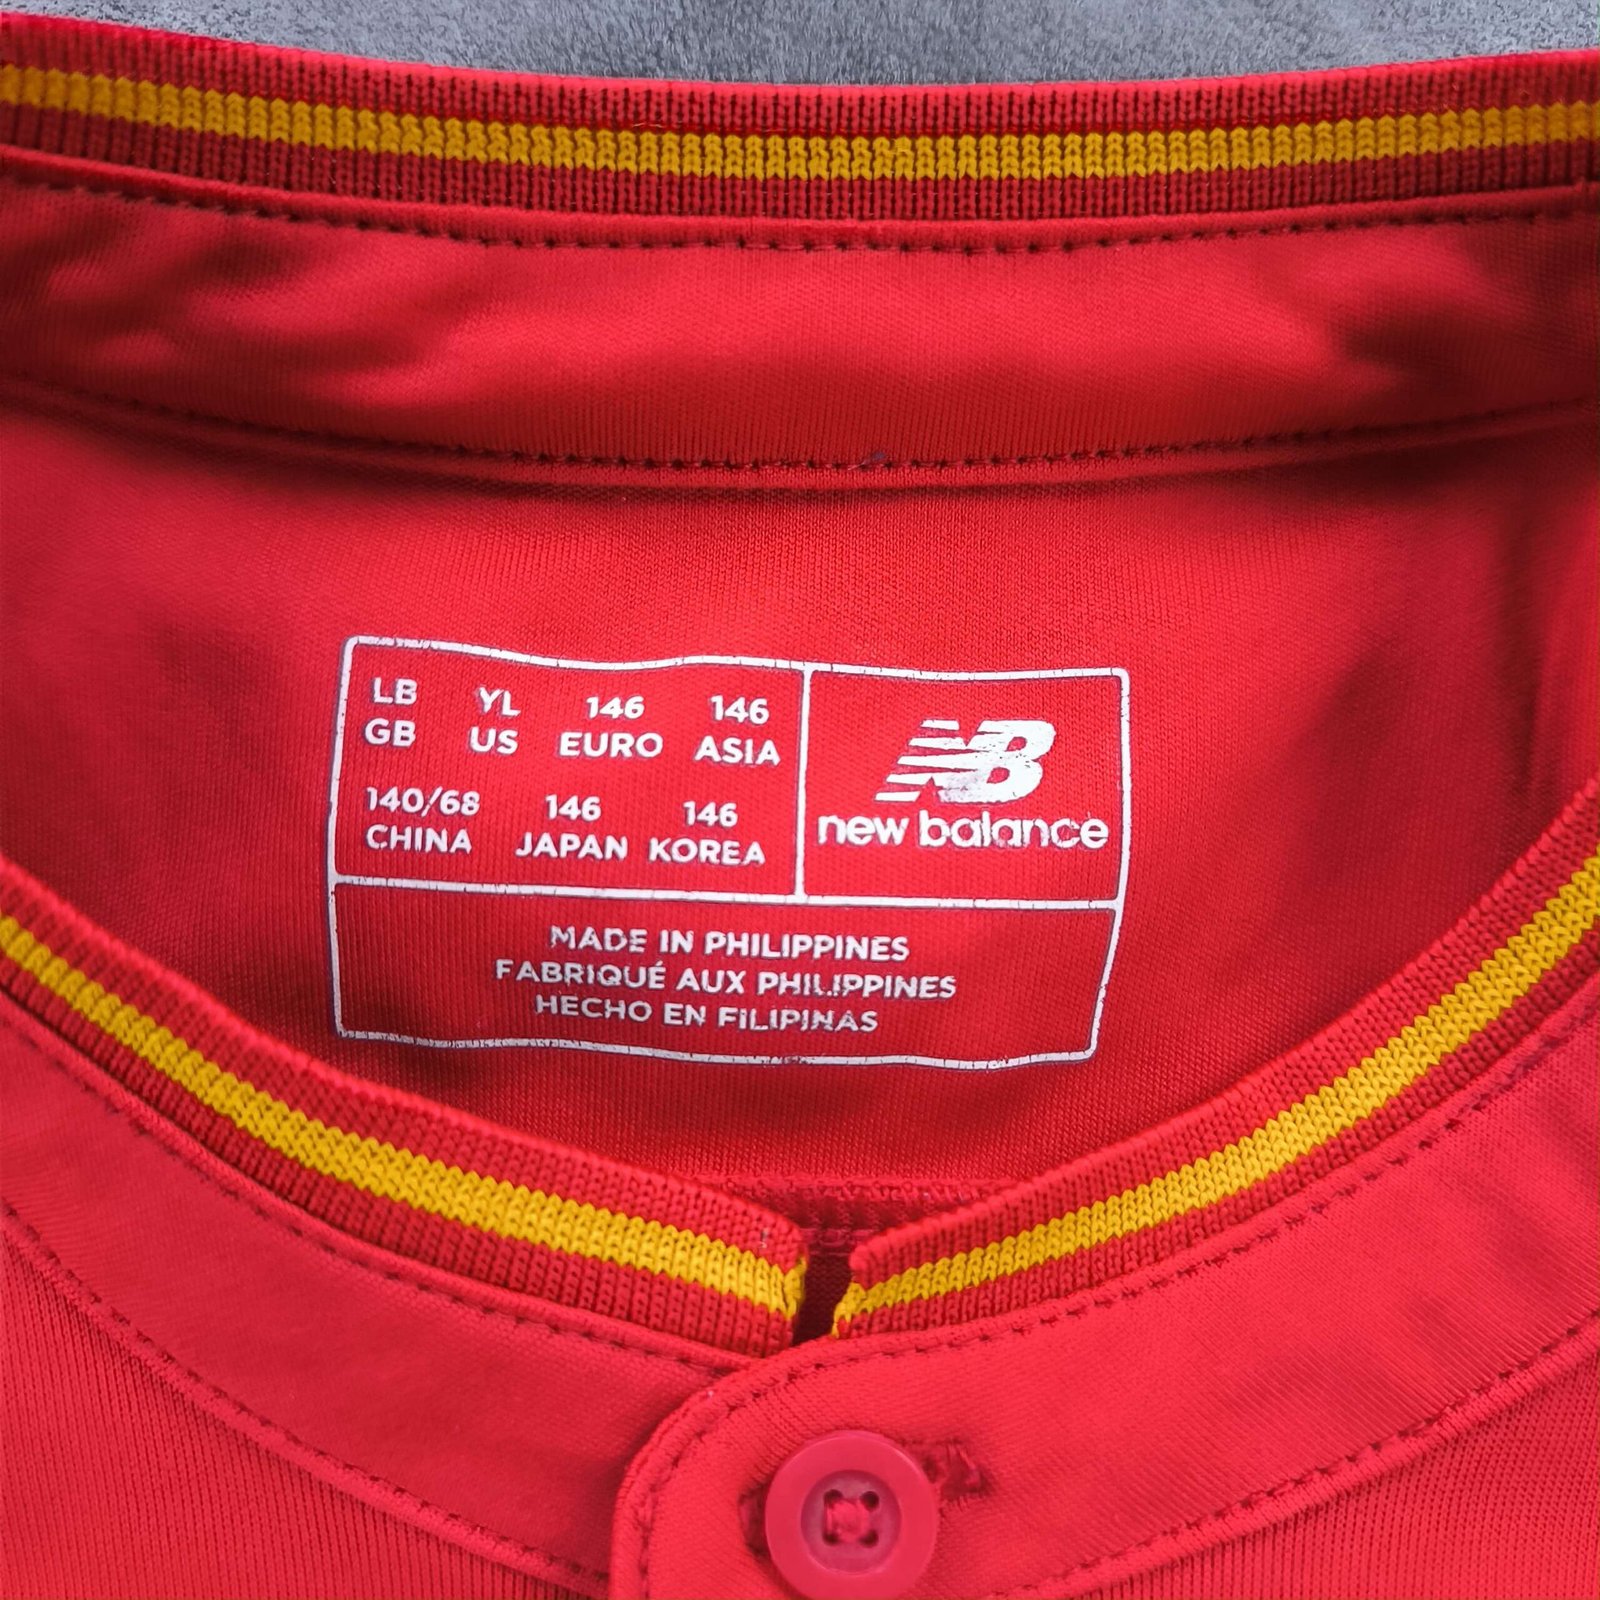 LB YL 146 146
GB US EURO ASIA
140/68 146 146
CHINA JAPAN KOREA
NB
new balance
MADE IN PHILIPPINES
FABRIQUÉ AUX PHILIPPINES
HECHO EN FILIPINAS